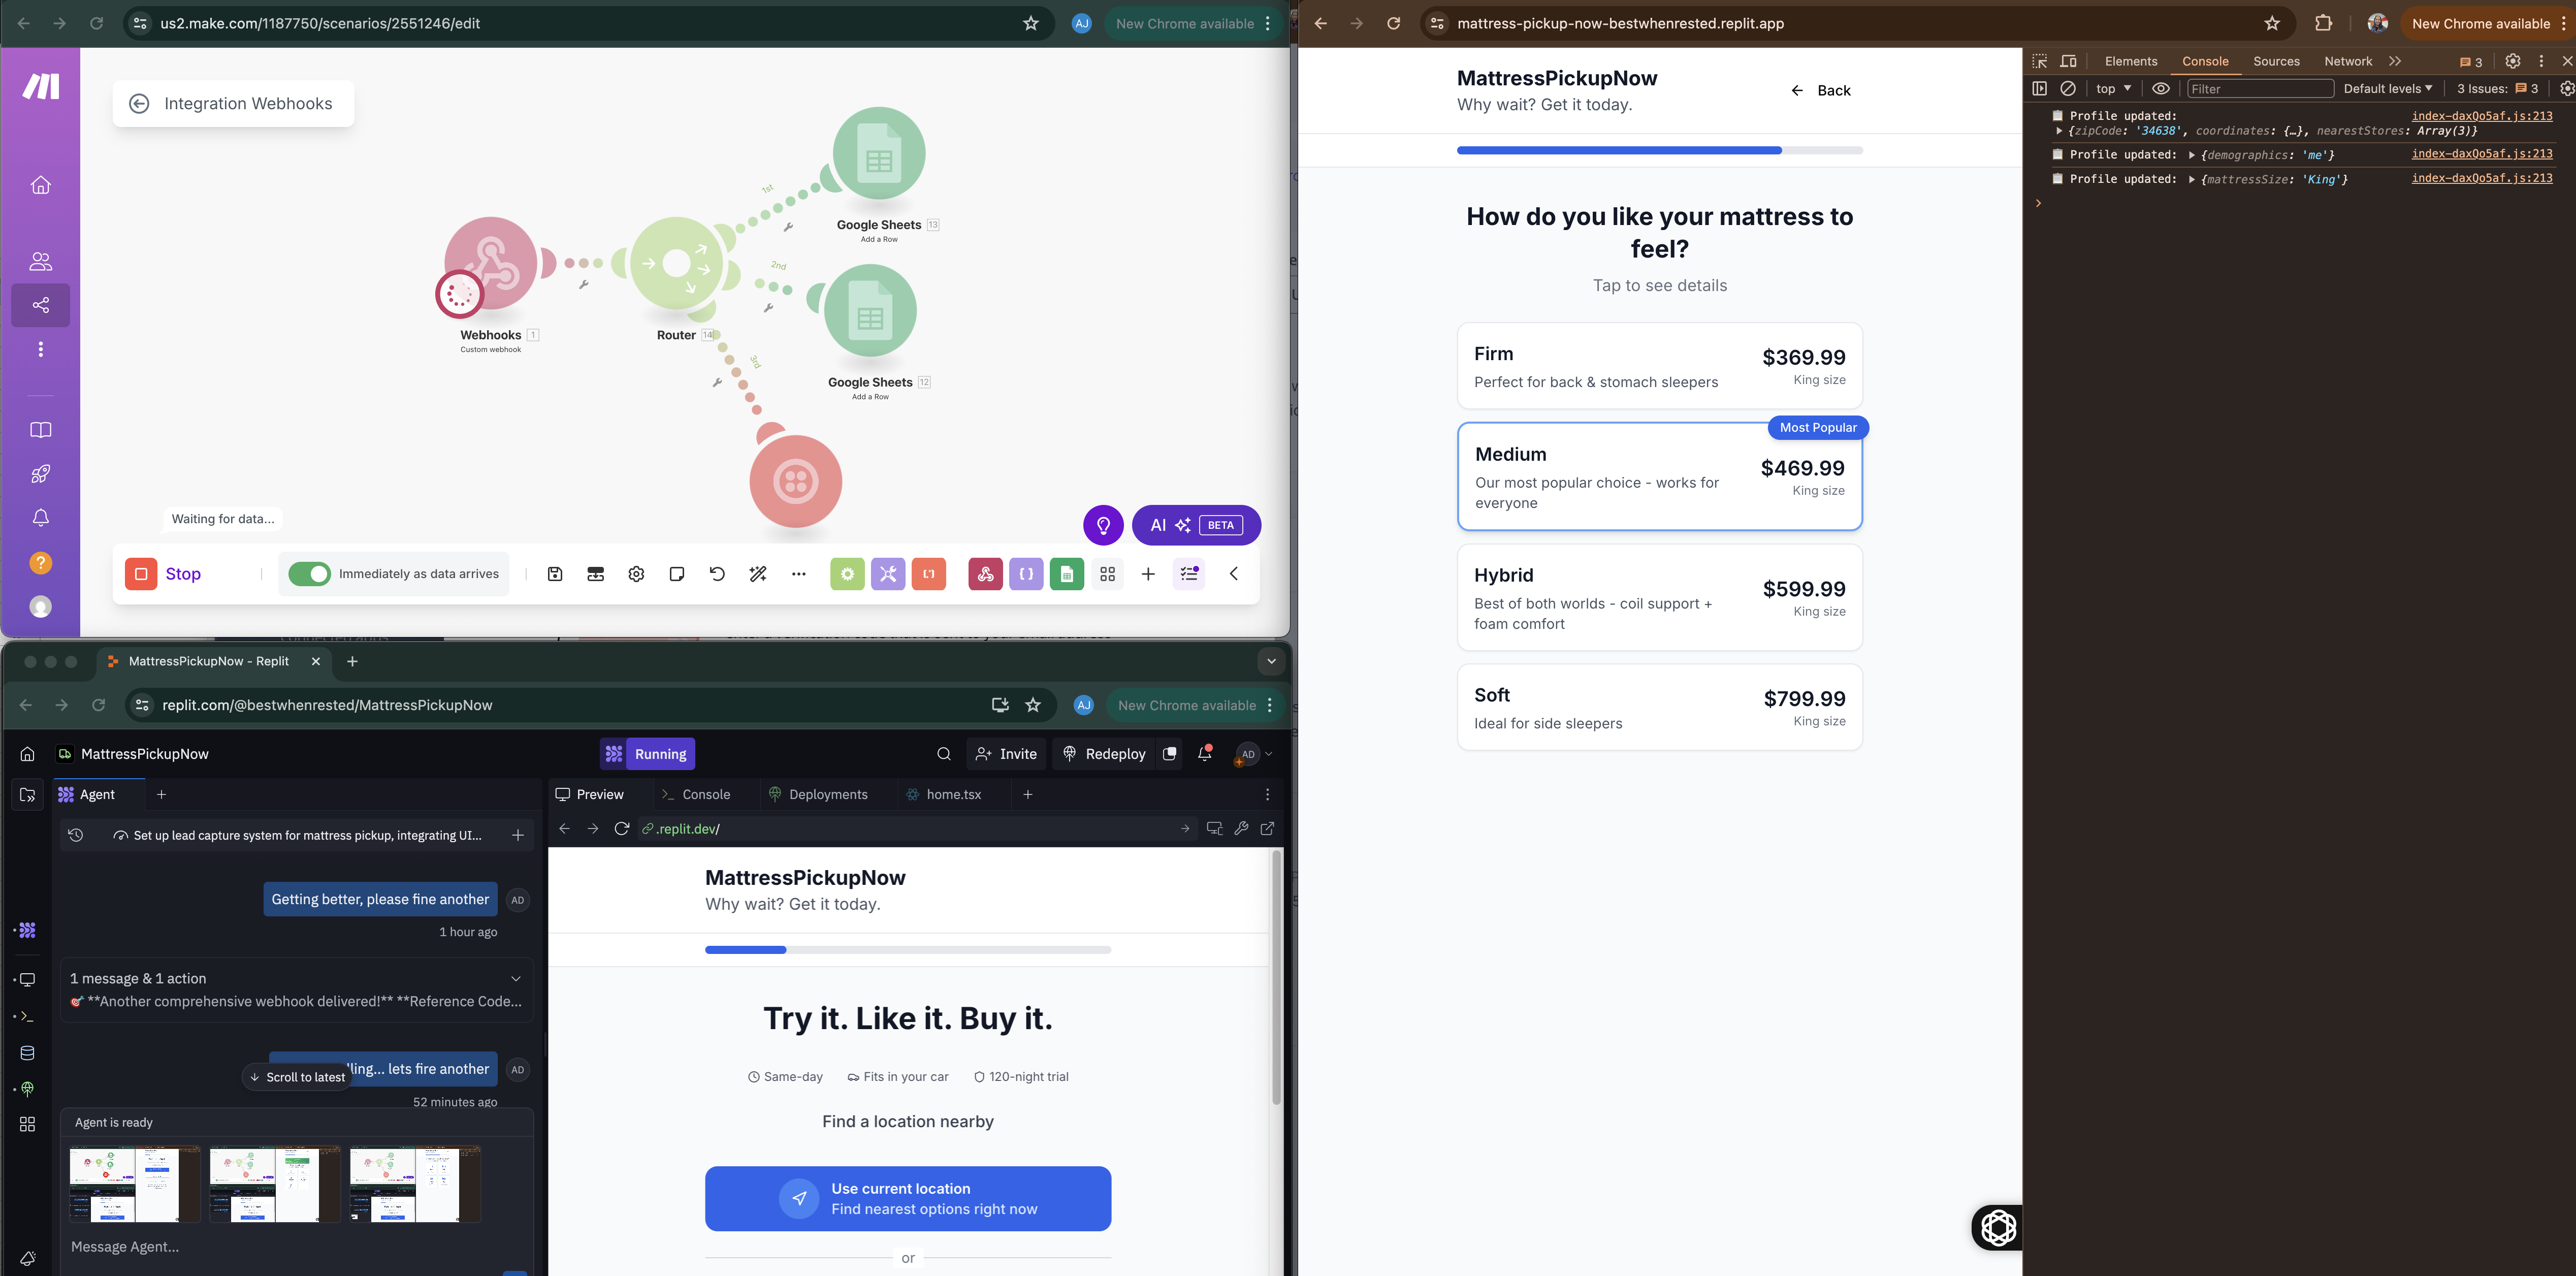 us2.make.com/1187750/scenarios/2551246/edit
AJ
New Chrome available
Integration Webhooks
1st
Google Sheets 13
Add a Row
2nd
Webhooks 1
Custom webhook
Router 14
3rd
Google Sheets 12
Add a Row
Waiting for data...
AI BETA
Stop
Immediately as data arrives
?
MattressPickupNow - Replit
replit.com/@bestwhenrested/MattressPickupNow
AJ
New Chrome available
MattressPickupNow
Running
Invite
Redeploy
AD
Agent
Set up lead capture system for mattress pickup, integrating UI...
Getting better, please fine another
AD
1 hour ago
1 message & 1 action
🎯 **Another comprehensive webhook delivered!** **Reference Code...
lling... lets fire another
AD
Scroll to latest
52 minutes ago
Agent is ready
Message Agent...
Preview
Console
Deployments
home.tsx
.replit.dev/
MattressPickupNow
Why wait? Get it today.
Try it. Like it. Buy it.
Same-day
Fits in your car
120-night trial
Find a location nearby
Use current location
Find nearest options right now
or
mattress-pickup-now-bestwhenrested.replit.app
New Chrome available
MattressPickupNow
Why wait? Get it today.
Back
How do you like your mattress to
feel?
Tap to see details
Firm
Perfect for back & stomach sleepers
$369.99
King size
Most Popular
Medium
Our most popular choice - works for
everyone
$469.99
King size
Hybrid
Best of both worlds - coil support +
foam comfort
$599.99
King size
Soft
Ideal for side sleepers
$799.99
King size
Elements
Console
Sources
Network
3
top
Filter
Default levels
3 Issues: 3
📋 Profile updated: index-daxQo5af.js:213
{zipCode: '34638', coordinates: {…}, nearestStores: Array(3)}
📋 Profile updated: {demographics: 'me'} index-daxQo5af.js:213
📋 Profile updated: {mattressSize: 'King'} index-daxQo5af.js:213